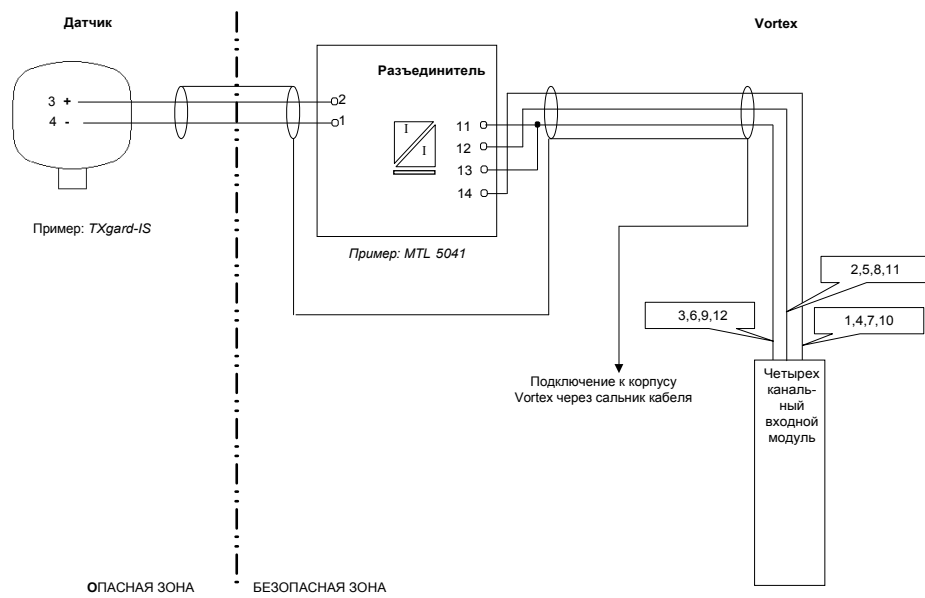 Датчик
Vortex
Разъединитель
3 +
4 -
2
1
I
I
11
12
13
14
Пример: TXgard-IS
Пример: MTL 5041
2,5,8,11
3,6,9,12
1,4,7,10
Подключение к корпусу
Vortex через сальник кабеля
Четырех
каналь-
ный
входной
модуль
ОПАСНАЯ ЗОНА
БЕЗОПАСНАЯ ЗОНА